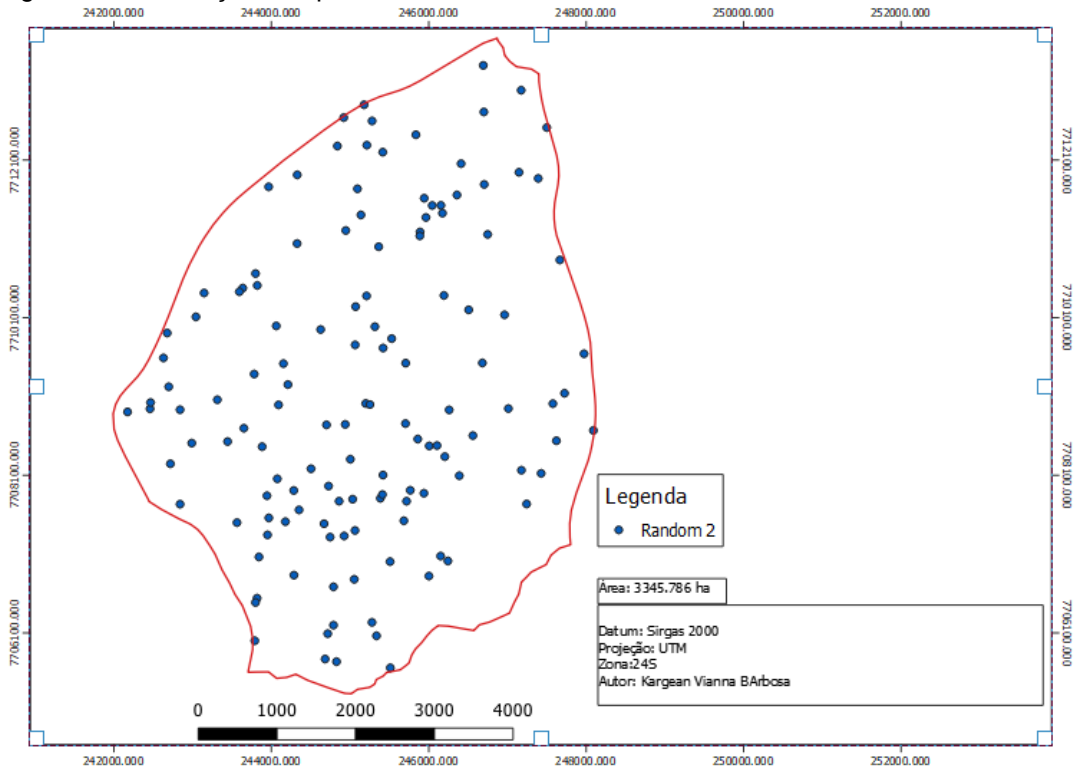 242000.000 244000.000 246000.000 248000.000 250000.000 252000.000
7712100.000 7712100.000
7710100.000 7710100.000
7708100.000 7708100.000
Legenda
Random 2
Área: 3345.786 ha
7706100.000 7706100.000
Datum: Sirgas 2000
Projeção: UTM
Zona:24S
Autor: Kargean Vianna BArbosa
0 1000 2000 3000 4000
242000.000 244000.000 246000.000 248000.000 250000.000 252000.000